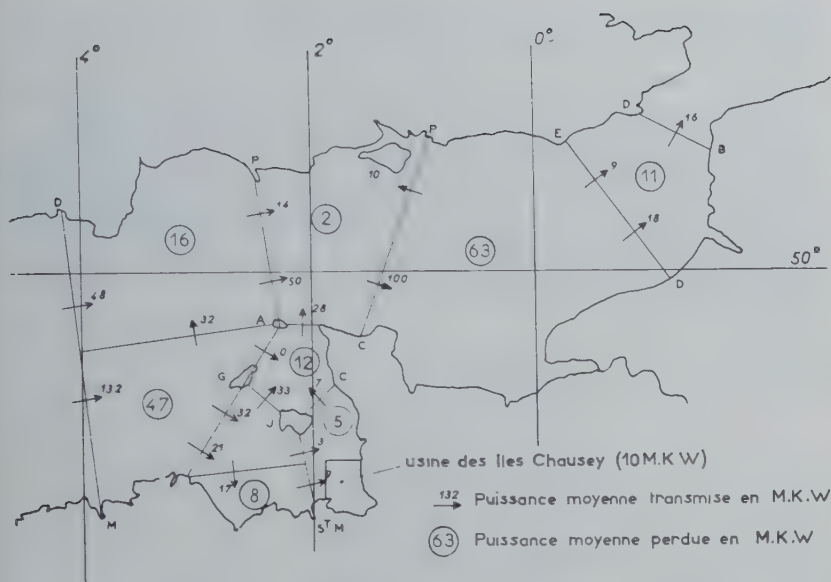 4° 2° 0°
D P P E D B
16
14 10 9 11
16 2 18
63
50°
48 50 100 D
32 A 28 C
0 12
G 33 7 C
132 47 32 J 5
21 3
usine des îles Chausey (10 M.K W)
17 8 9
132 Puissance moyenne transmise en M.K.W
M Sᵀ M
63 Puissance moyenne perdue en M.K.W